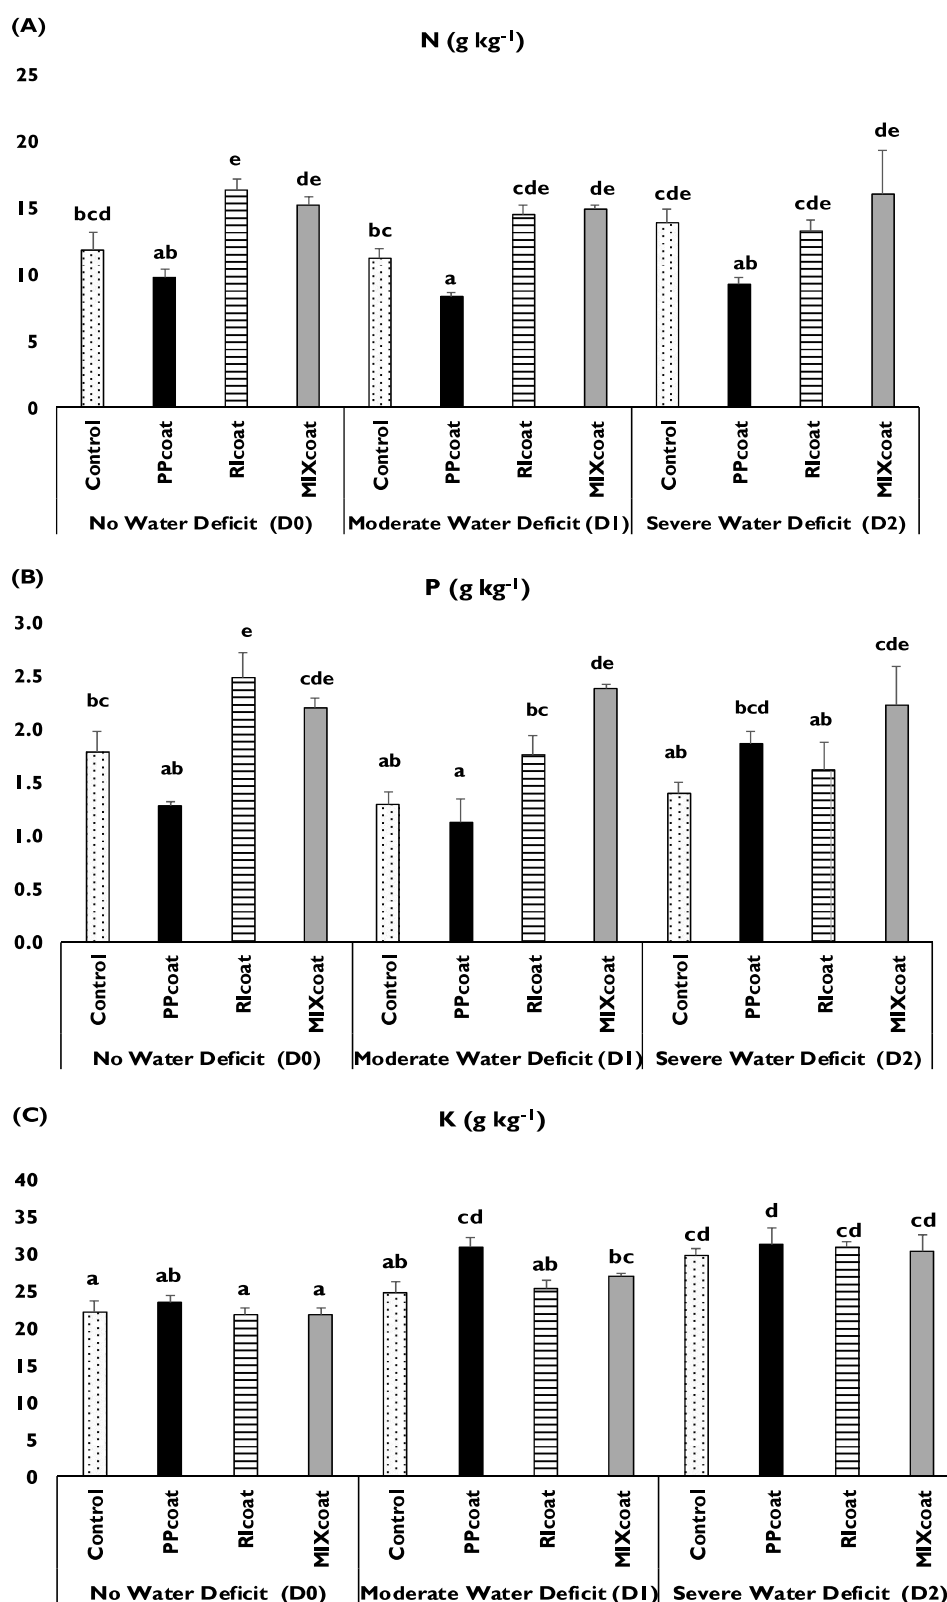 (A)
N (g kg-1)
25
20
15
10
5
0
bcd
ab
e
de
bc
a
cde
de
cde
ab
cde
de
Control
PPcoat
RIcoat
MIXcoat
Control
PPcoat
RIcoat
MIXcoat
Control
PPcoat
RIcoat
MIXcoat
No Water Deficit (D0)
Moderate Water Deficit (D1)
Severe Water Deficit (D2)
(B)
P (g kg-1)
3.0
2.5
2.0
1.5
1.0
0.5
0.0
bc
ab
e
cde
ab
a
bc
de
ab
bcd
ab
cde
Control
PPcoat
RIcoat
MIXcoat
Control
PPcoat
RIcoat
MIXcoat
Control
PPcoat
RIcoat
MIXcoat
No Water Deficit (D0)
Moderate Water Deficit (D1)
Severe Water Deficit (D2)
(C)
K (g kg-1)
40
35
30
25
20
15
10
5
0
a
ab
a
a
ab
cd
ab
bc
cd
d
cd
cd
Control
PPcoat
RIcoat
MIXcoat
Control
PPcoat
RIcoat
MIXcoat
Control
PPcoat
RIcoat
MIXcoat
No Water Deficit (D0)
Moderate Water Deficit (D1)
Severe Water Deficit (D2)